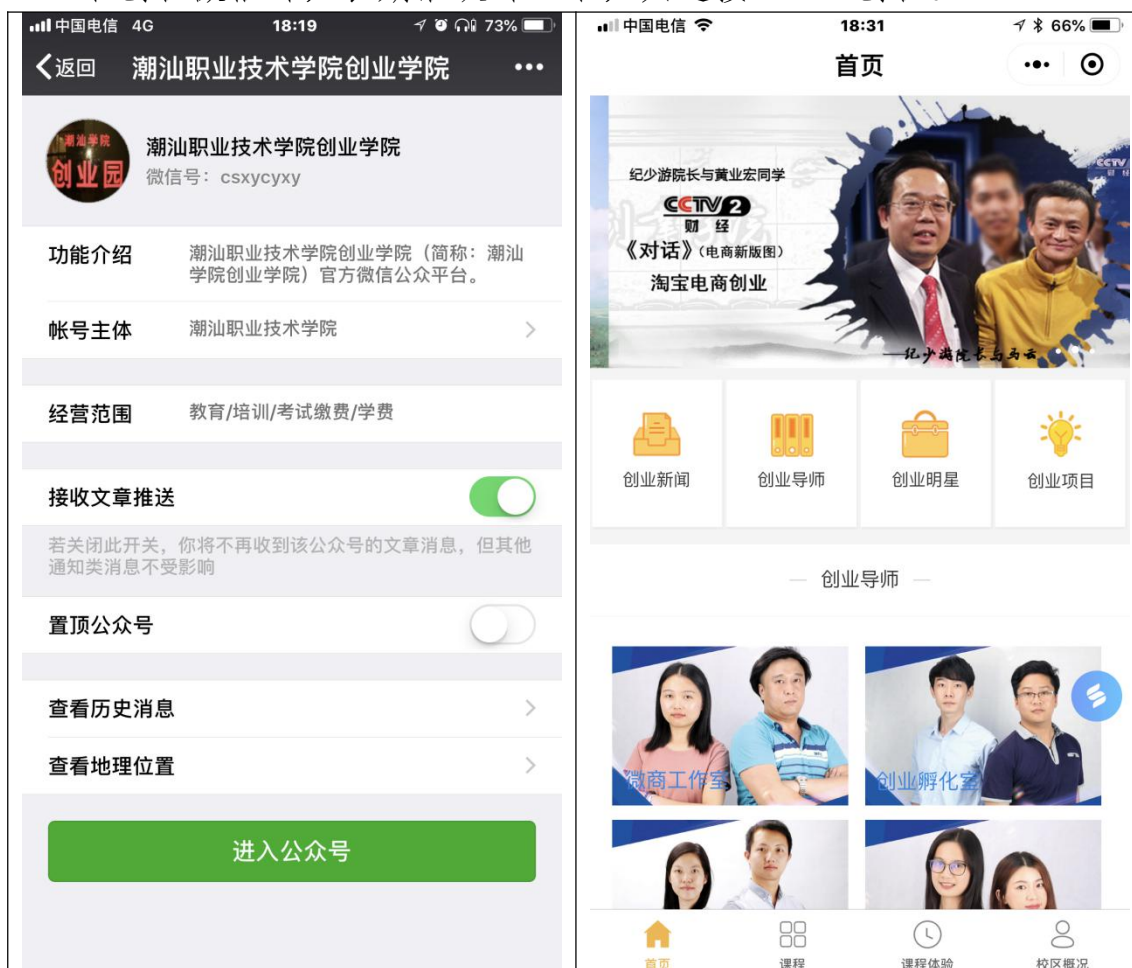 中国电信 4G 18:19 73%
返回 潮汕职业技术学院创业学院
潮汕学院
创业园
潮汕职业技术学院创业学院
微信号：csxycyxy
功能介绍
潮汕职业技术学院创业学院（简称：潮汕
学院创业学院）官方微信公众平台。
帐号主体 潮汕职业技术学院
经营范围 教育/培训/考试缴费/学费
接收文章推送
若关闭此开关，你将不再收到该公众号的文章消息，但其他
通知类消息不受影响
置顶公众号
查看历史消息
查看地理位置
进入公众号
中国电信 18:31 66%
首页
纪少游院长与黄业宏同学
CCTV 2
财 经
《对话》（电商新版图）
淘宝电商创业
CCTV
财 经
——纪少游院长与马云
创业新闻 创业导师 创业明星 创业项目
创业导师
微商工作室 创业孵化室
首页 课程 课程体验 校区概况